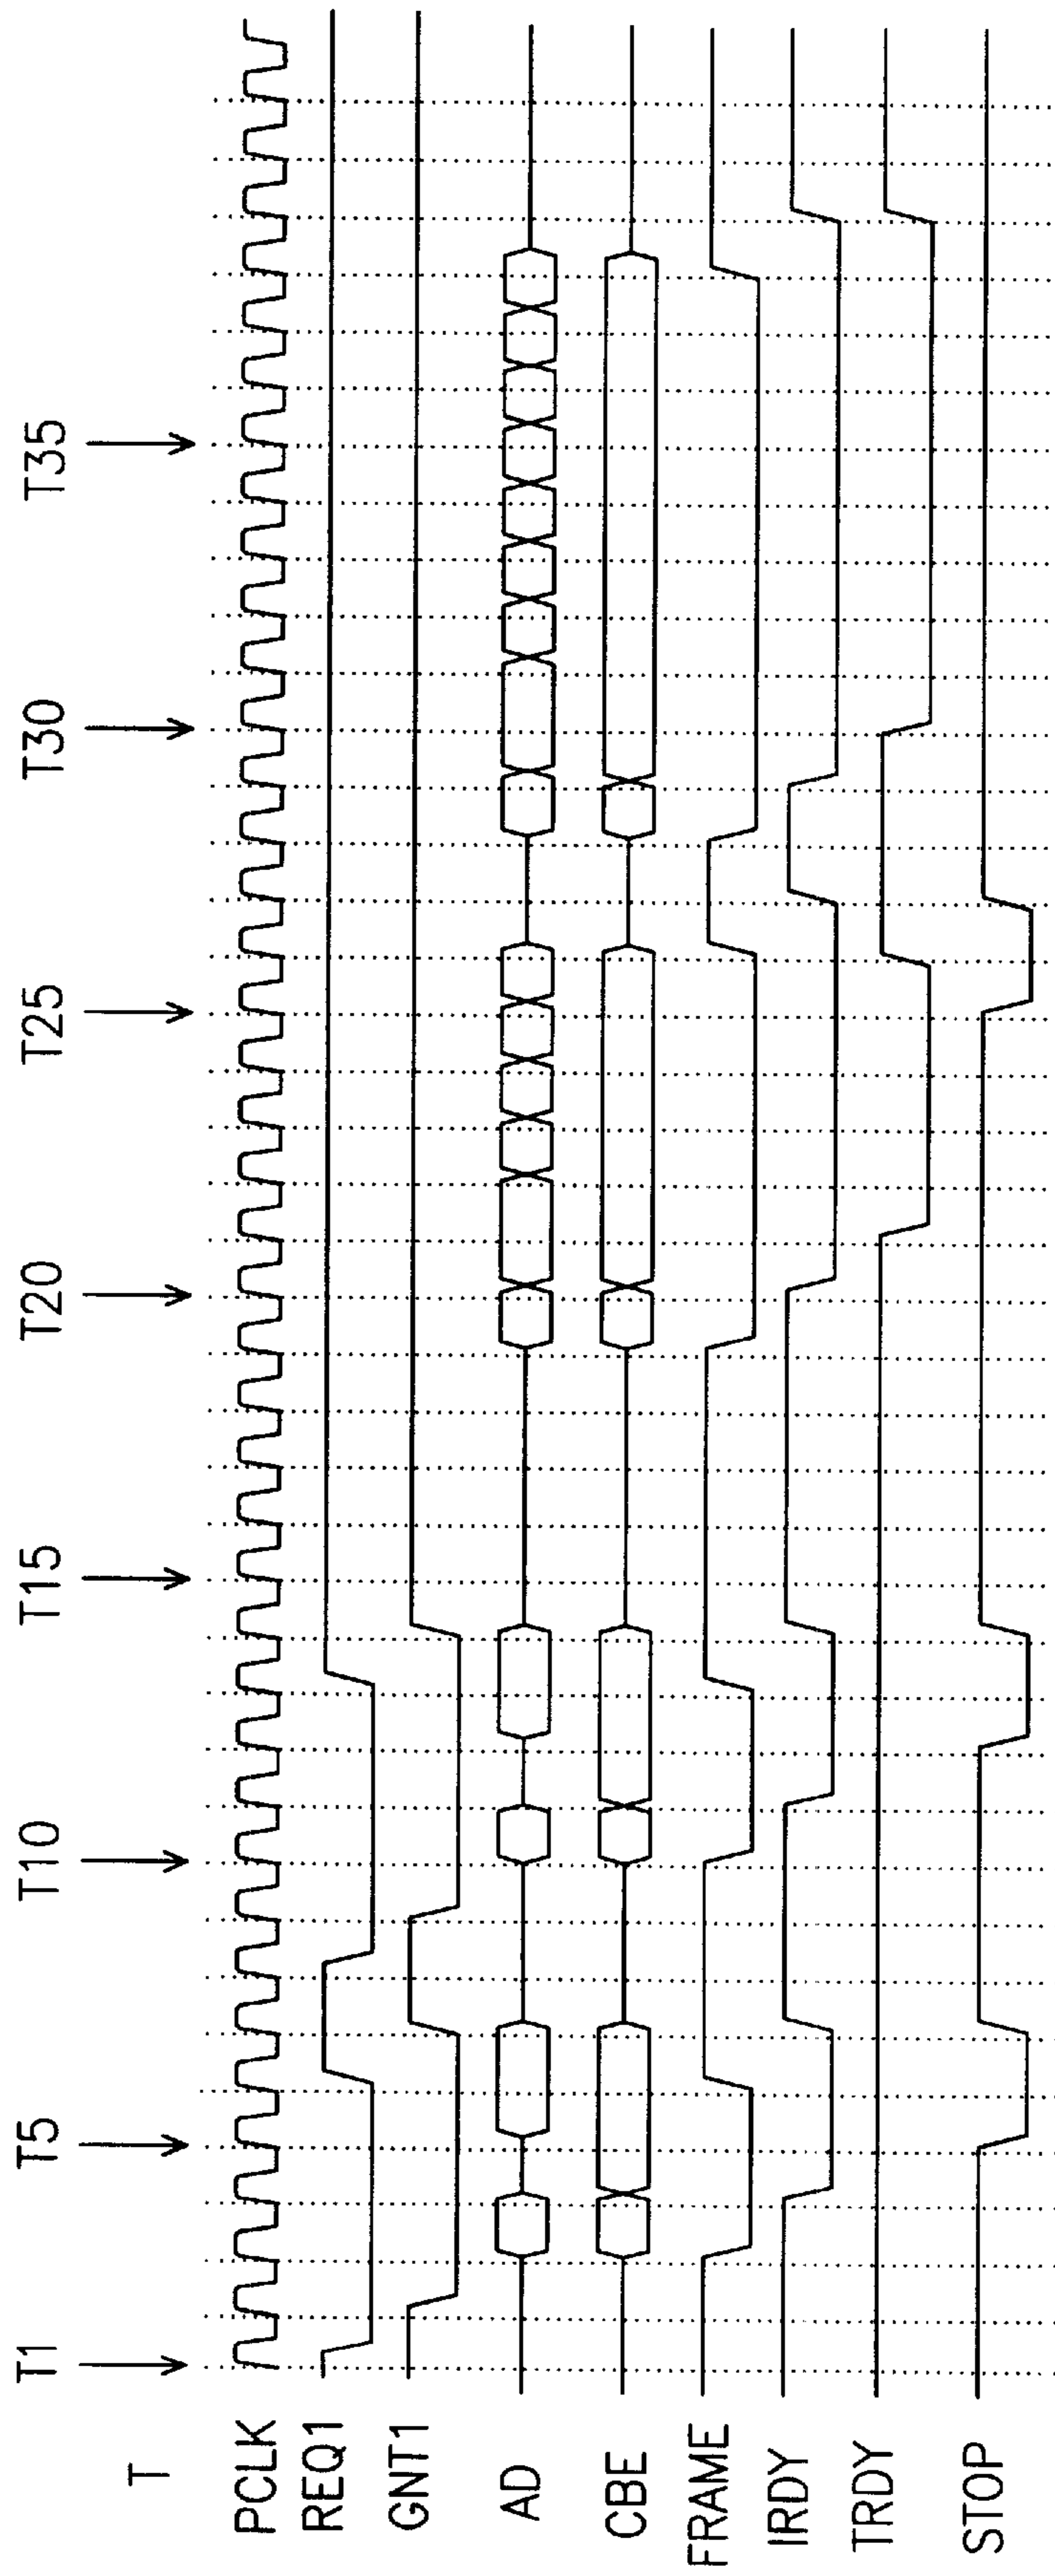 T T1 T5 T10 T15 T20 T25 T30 T35
PCLK
REQ1
GNT1
AD
CBE
FRAME
IRDY
TRDY
STOP